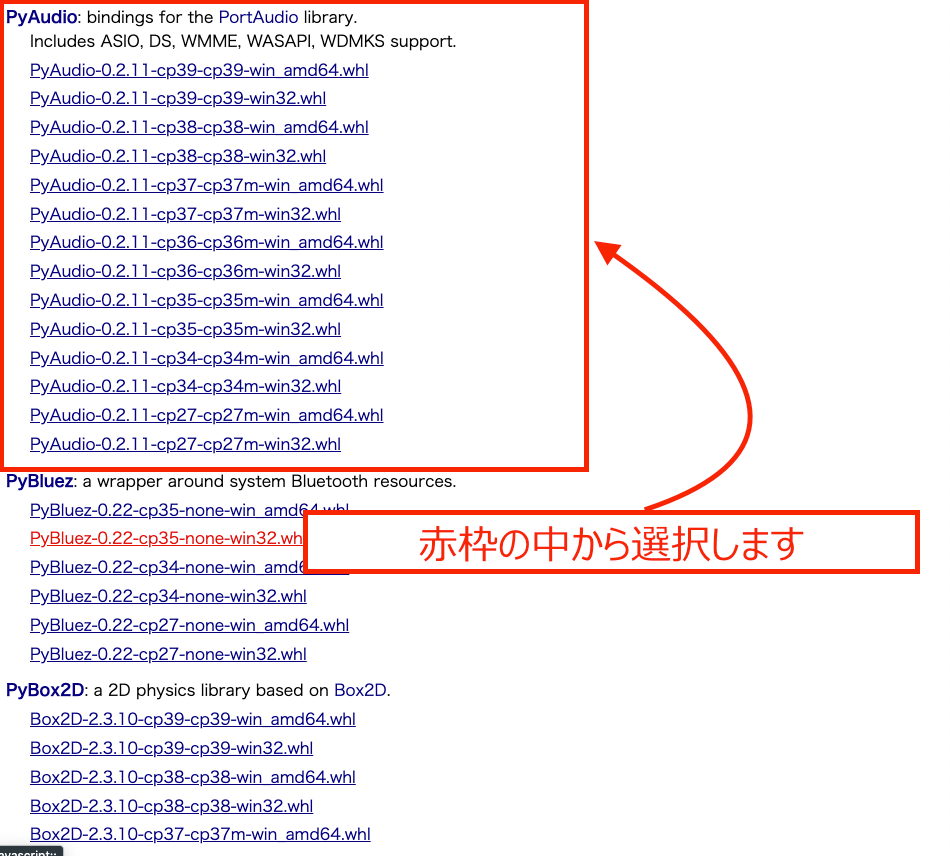 PyAudio: bindings for the PortAudio library.
Includes ASIO, DS, WMME, WASAPI, WDMKS support.
PyAudio-0.2.11-cp39-cp39-win_amd64.whl
PyAudio-0.2.11-cp39-cp39-win32.whl
PyAudio-0.2.11-cp38-cp38-win_amd64.whl
PyAudio-0.2.11-cp38-cp38-win32.whl
PyAudio-0.2.11-cp37-cp37m-win_amd64.whl
PyAudio-0.2.11-cp37-cp37m-win32.whl
PyAudio-0.2.11-cp36-cp36m-win_amd64.whl
PyAudio-0.2.11-cp36-cp36m-win32.whl
PyAudio-0.2.11-cp35-cp35m-win_amd64.whl
PyAudio-0.2.11-cp35-cp35m-win32.whl
PyAudio-0.2.11-cp34-cp34m-win_amd64.whl
PyAudio-0.2.11-cp34-cp34m-win32.whl
PyAudio-0.2.11-cp27-cp27m-win_amd64.whl
PyAudio-0.2.11-cp27-cp27m-win32.whl
PyBluez: a wrapper around system Bluetooth resources.
PyBluez-0.22-cp35-none-win_amd64.whl
PyBluez-0.22-cp35-none-win32.wh
赤枠の中から選択します
PyBluez-0.22-cp34-none-win_amd6
PyBluez-0.22-cp34-none-win32.whl
PyBluez-0.22-cp27-none-win_amd64.whl
PyBluez-0.22-cp27-none-win32.whl
PyBox2D: a 2D physics library based on Box2D.
Box2D-2.3.10-cp39-cp39-win_amd64.whl
Box2D-2.3.10-cp39-cp39-win32.whl
Box2D-2.3.10-cp38-cp38-win_amd64.whl
Box2D-2.3.10-cp38-cp38-win32.whl
Box2D-2.3.10-cp37-cp37m-win_amd64.whl